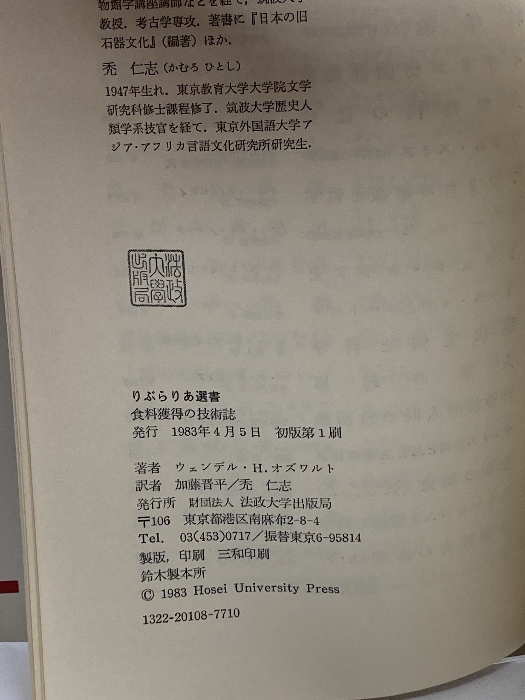 物館学講座講師などを経て，筑波大学
教授．考古学専攻．著書に『日本の旧
石器文化』（編著）ほか．
禿　仁志（かむろ ひとし）
1947年生れ．東京教育大学大学院文学
研究科修士課程修了．筑波大学歴史人
類学系技官を経て，東京外国語大学ア
ジア・アフリカ言語文化研究所研究生．
法政
大學
出版局
りぶらりあ選書
食料獲得の技術誌
発行　1983年4月5日　初版第1刷
著者　ウェンデル・H.オズワルト
訳者　加藤晋平／禿　仁志
発行所　財団法人 法政大学出版局
〒106　東京都港区南麻布2-8-4
Tel.　03(453)0717／振替東京6-95814
製版，印刷　三和印刷
鈴木製本所
© 1983 Hosei University Press
1322-20108-7710